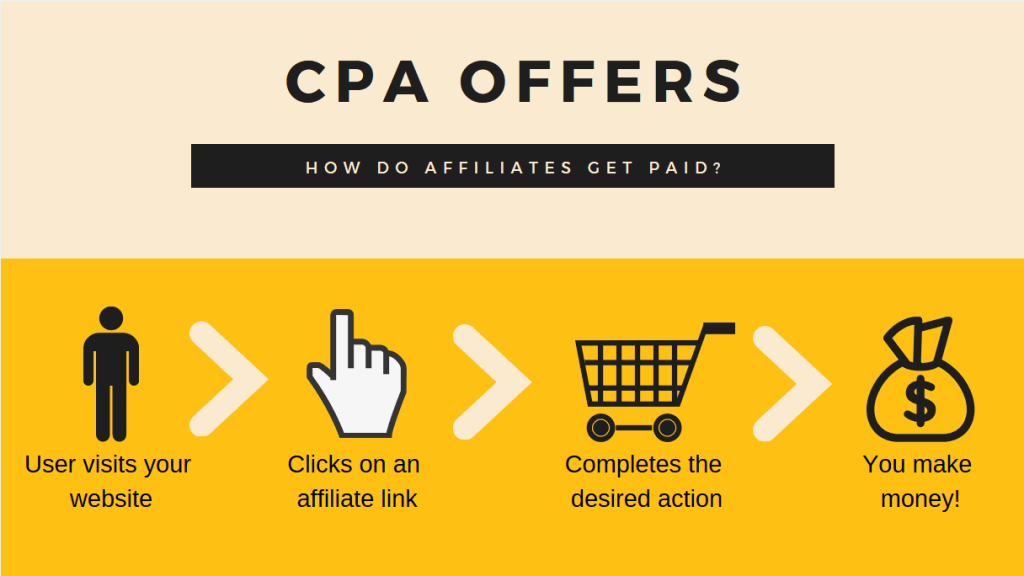 CPA OFFERS
HOW DO AFFILIATES GET PAID?
User visits your
website
Clicks on an
affiliate link
Completes the
desired action
$
You make
money!